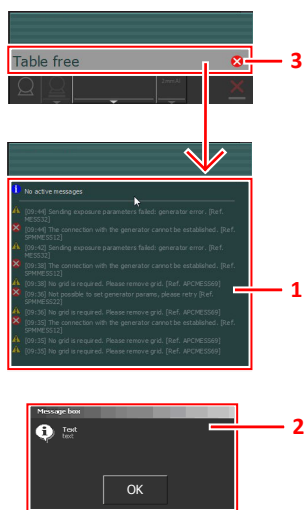 Table free
3
No active messages
[09:44] Sending exposure parameters failed: generator error. [Ref.
MESS32]
[09:44] The connection with the generator cannot be established. [Ref.
SPMMESS12]
[09:42] Sending exposure parameters failed: generator error. [Ref.
MESS32]
[09:38] The connection with the generator cannot be established. [Ref.
SPMMESS12]
[09:38] No grid is required. Please remove grid. [Ref. APCMESS69]
[09:36] Not possible to set generator params., please retry [Ref.
SPMMESS22]
[09:36] No grid is required. Please remove grid. [Ref. APCMESS69]
[09:35] The connection with the generator cannot be established. [Ref.
SPMMESS12]
[09:35] No grid is required. Please remove grid. [Ref. APCMESS69]
[09:35] No grid is required. Please remove grid. [Ref. APCMESS69]
1
Message box
Text
text
2
OK